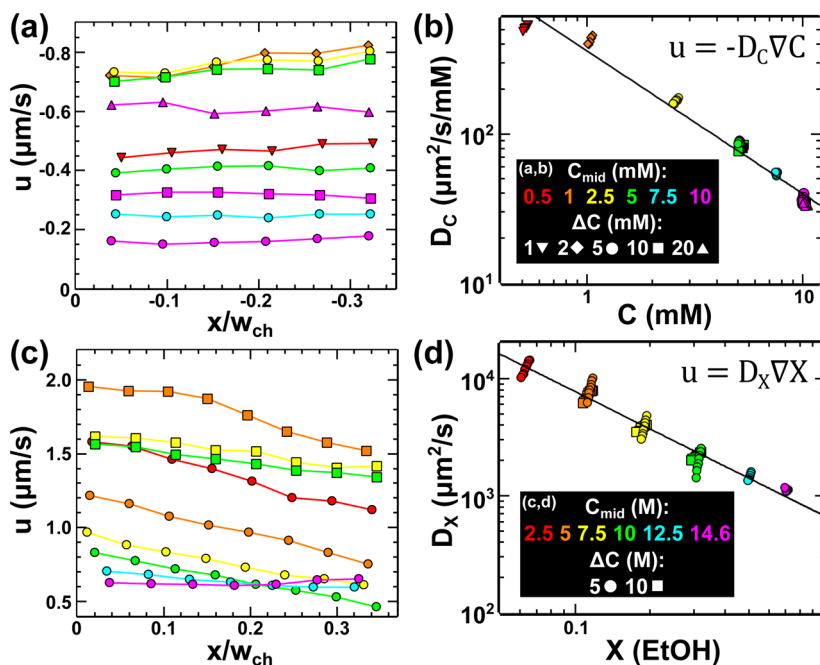 (a)
-0.8
-0.6
-0.4
-0.2
0
u (μm/s)
0 -0.1 -0.2 -0.3
x/w_ch
(b)
u = -D_C∇C
10²
10¹
D_C (μm²/s/mM)
(a,b) C_mid (mM):
0.5 1 2.5 5 7.5 10
ΔC (mM):
1▼ 2◆ 5● 10■ 20▲
1 10
C (mM)
(c)
2.0
1.5
1.0
0.5
u (μm/s)
0 0.1 0.2 0.3
x/w_ch
(d)
u = D_X∇X
10⁴
10³
10²
D_X (μm²/s)
(c,d) C_mid (M):
2.5 5 7.5 10 12.5 14.6
ΔC (M):
5● 10■
0.1
X (EtOH)